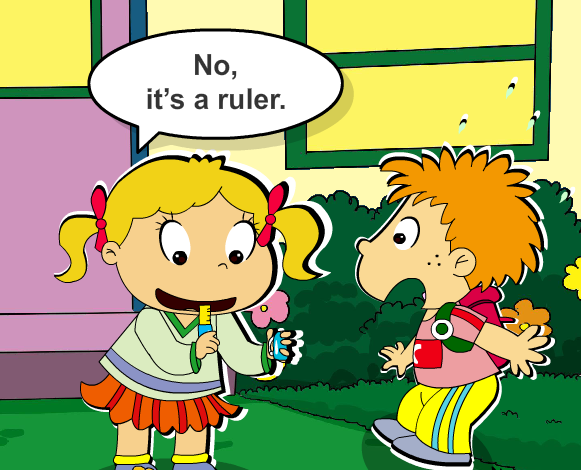 No,
it's a ruler.